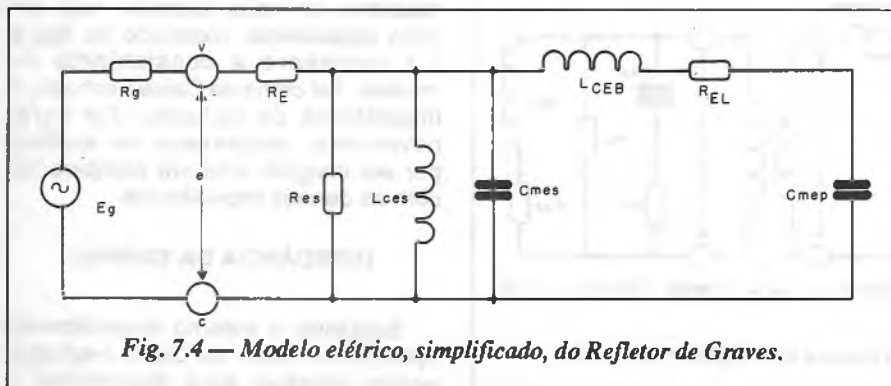 v
Rg
RE
LCEB
REL
e
Eg
Res
Lces
Cmes
Cmep
c
Fig. 7.4 — Modelo elétrico, simplificado, do Refletor de Graves.